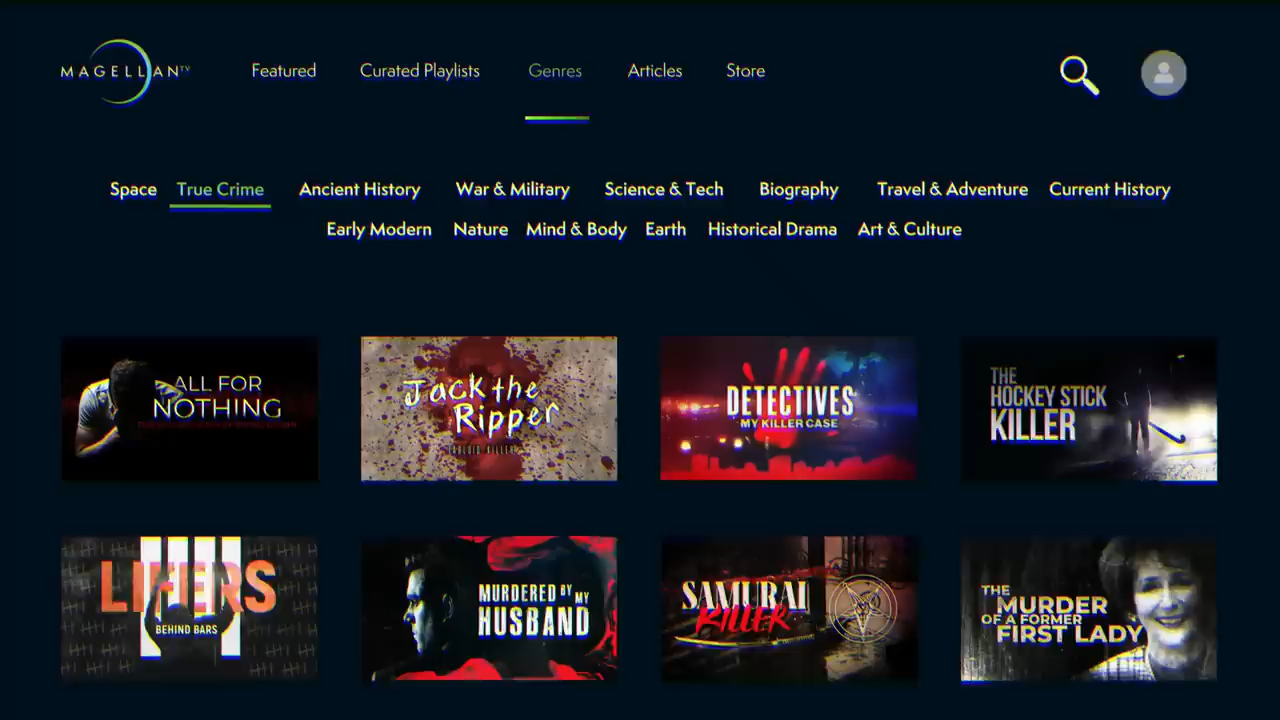 MAGELLAN TV
Featured Curated Playlists Genres Articles Store
Space True Crime Ancient History War & Military Science & Tech Biography Travel & Adventure Current History
Early Modern Nature Mind & Body Earth Historical Drama Art & Culture
ALL FOR
NOTHING
Jack the
Ripper
TABLOID KILLER
DETECTIVES
MY KILLER CASE
THE
HOCKEY STICK
KILLER
LIFERS
BEHIND BARS
MURDERED BY MY
HUSBAND
SAMURAI
KILLER
THE
MURDER
OF A FORMER
FIRST LADY